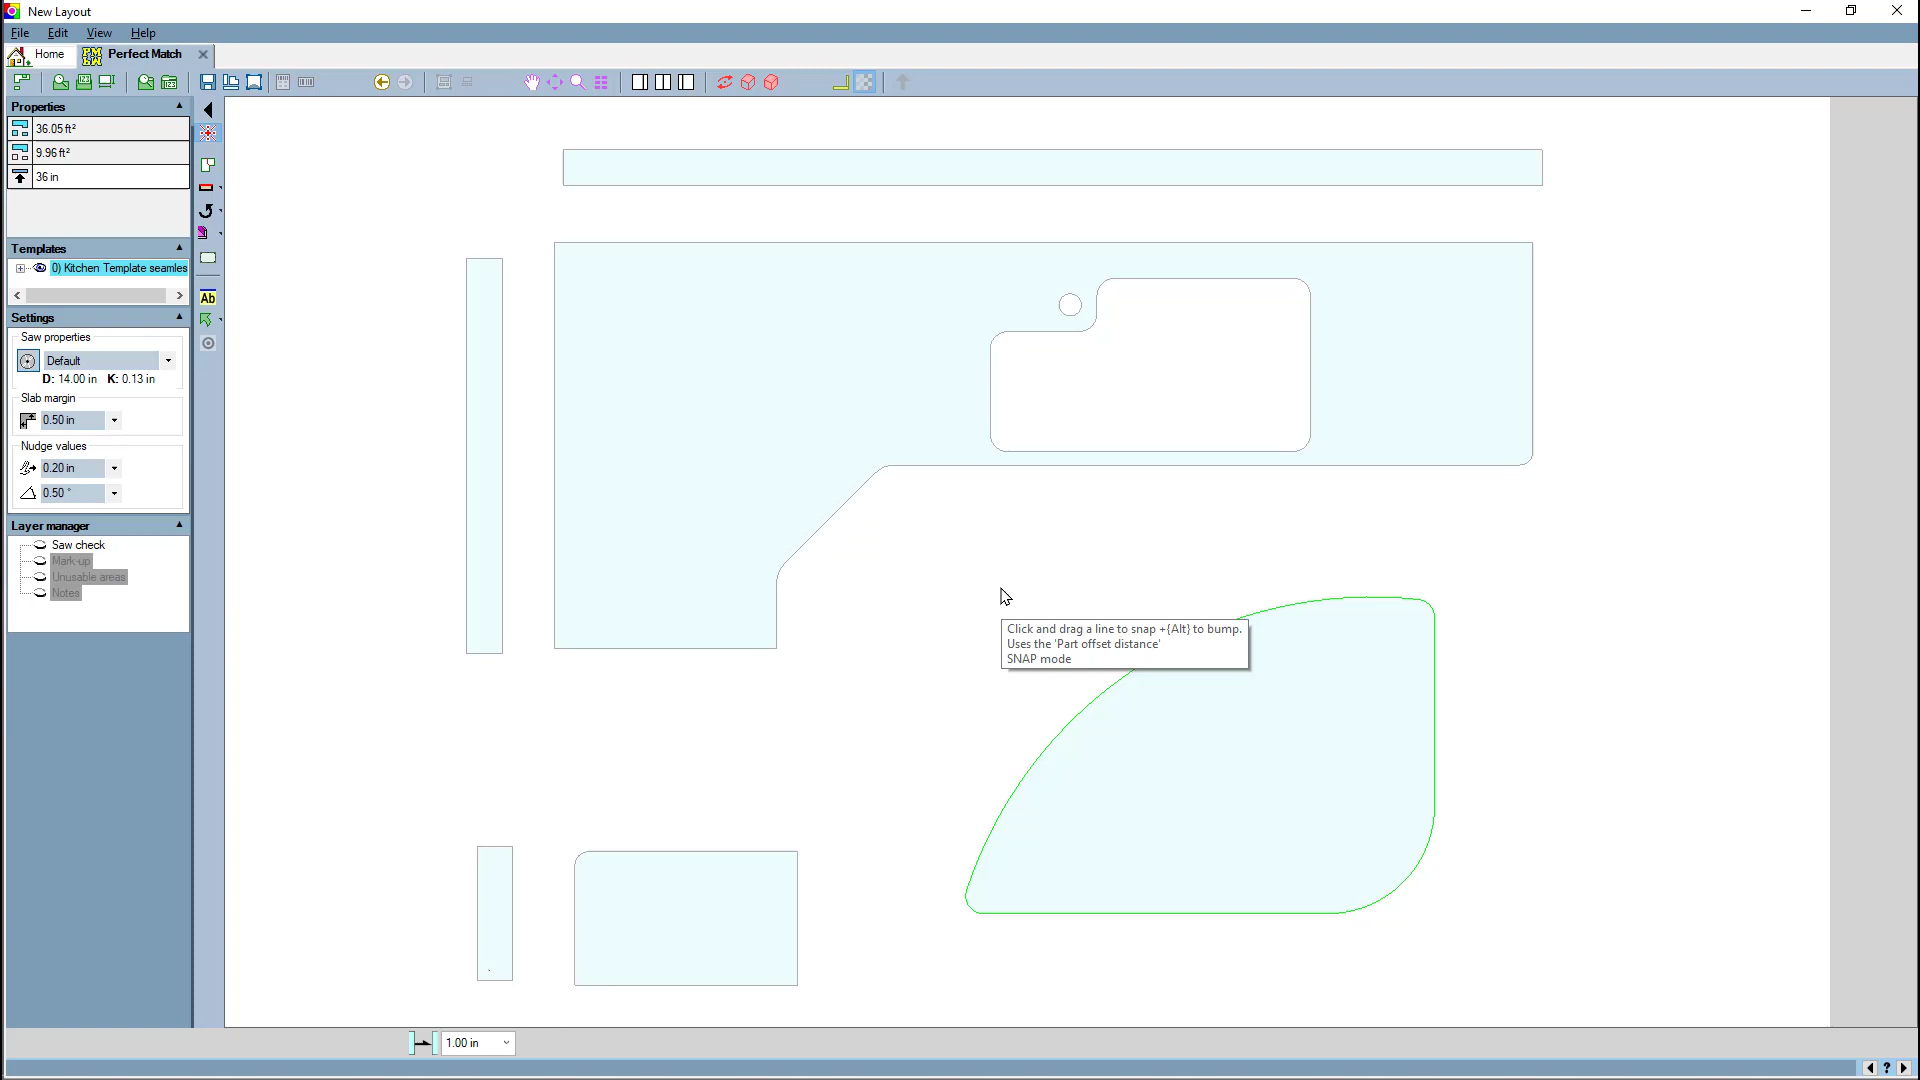 New Layout
File Edit View Help
Home Perfect Match
Properties
36.05 ft²
9.96 ft²
36 in
Templates
0) Kitchen Template seamles
Settings
Saw properties
Default
D: 14.00 in K: 0.13 in
Slab margin
0.50 in
Nudge values
0.20 in
0.50 °
Layer manager
Saw check
Mark-up
Unusable areas
Notes
Ab
Click and drag a line to snap +{Alt} to bump.
Uses the 'Part offset distance'
SNAP mode
1.00 in
?